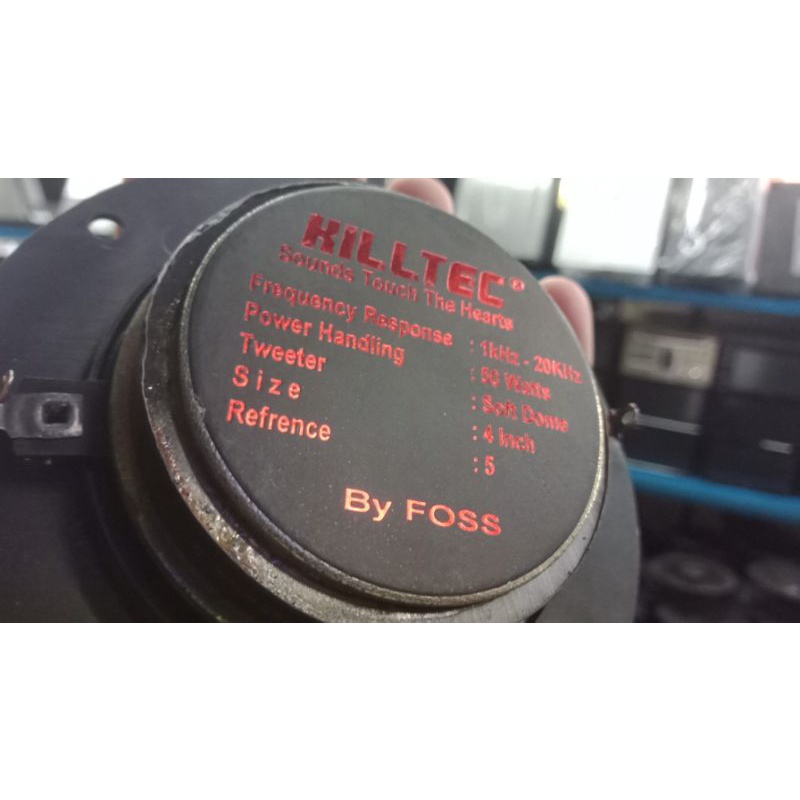 KILLTEC®
Sounds Touch The Hearts
Frequency Response : 1kHz - 20KHz
Power Handling : 50 Watts
Tweeter : Soft Dome
Size : 4 Inch
Refrence : 5
By FOSS